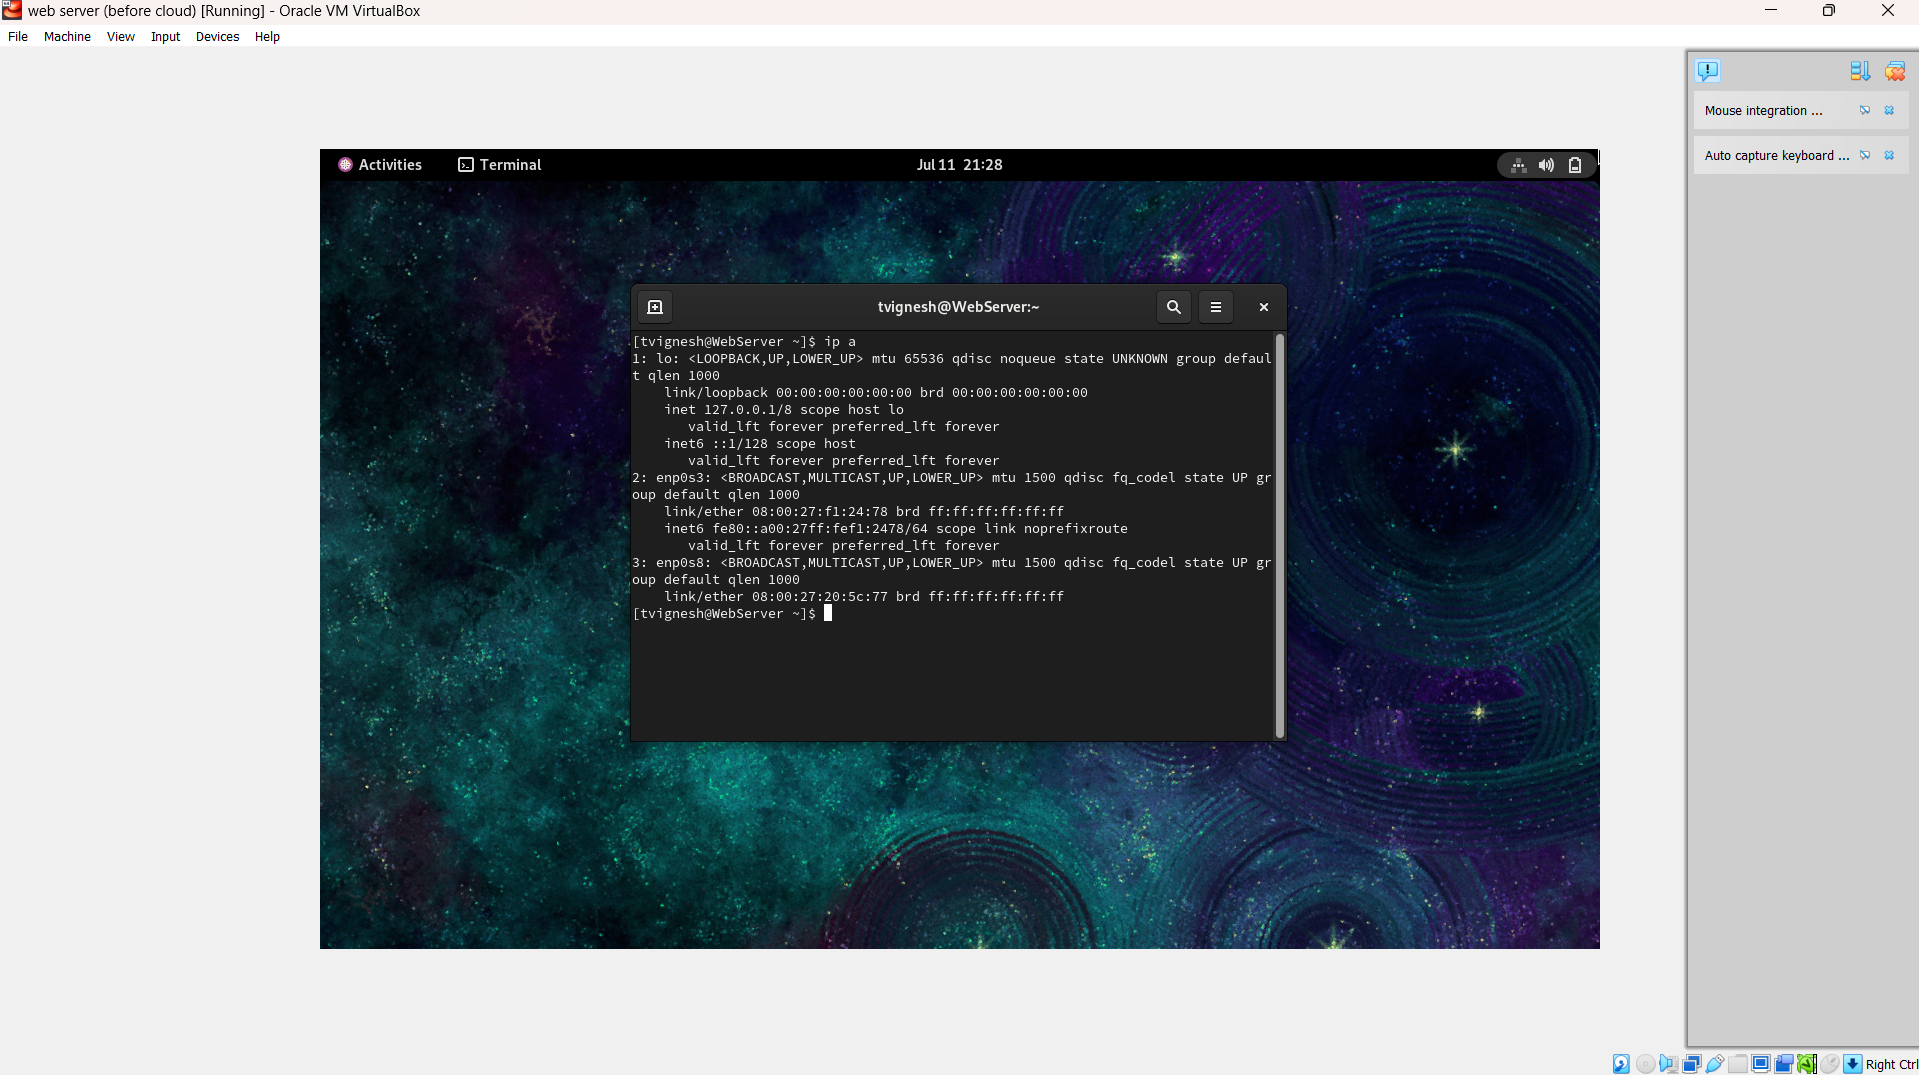 web server (before cloud) [Running] - Oracle VM VirtualBox
File Machine View Input Devices Help
Mouse integration ...
Auto capture keyboard ...
Activities Terminal Jul 11 21:28
tvignesh@WebServer:~
[tvignesh@WebServer ~]$ ip a
1: lo: <LOOPBACK,UP,LOWER_UP> mtu 65536 qdisc noqueue state UNKNOWN group defaul
t qlen 1000
link/loopback 00:00:00:00:00:00 brd 00:00:00:00:00:00
inet 127.0.0.1/8 scope host lo
valid_lft forever preferred_lft forever
inet6 ::1/128 scope host
valid_lft forever preferred_lft forever
2: enp0s3: <BROADCAST,MULTICAST,UP,LOWER_UP> mtu 1500 qdisc fq_codel state UP gr
oup default qlen 1000
link/ether 08:00:27:f1:24:78 brd ff:ff:ff:ff:ff:ff
inet6 fe80::a00:27ff:fef1:2478/64 scope link noprefixroute
valid_lft forever preferred_lft forever
3: enp0s8: <BROADCAST,MULTICAST,UP,LOWER_UP> mtu 1500 qdisc fq_codel state UP gr
oup default qlen 1000
link/ether 08:00:27:20:5c:77 brd ff:ff:ff:ff:ff:ff
[tvignesh@WebServer ~]$
Right Ctrl